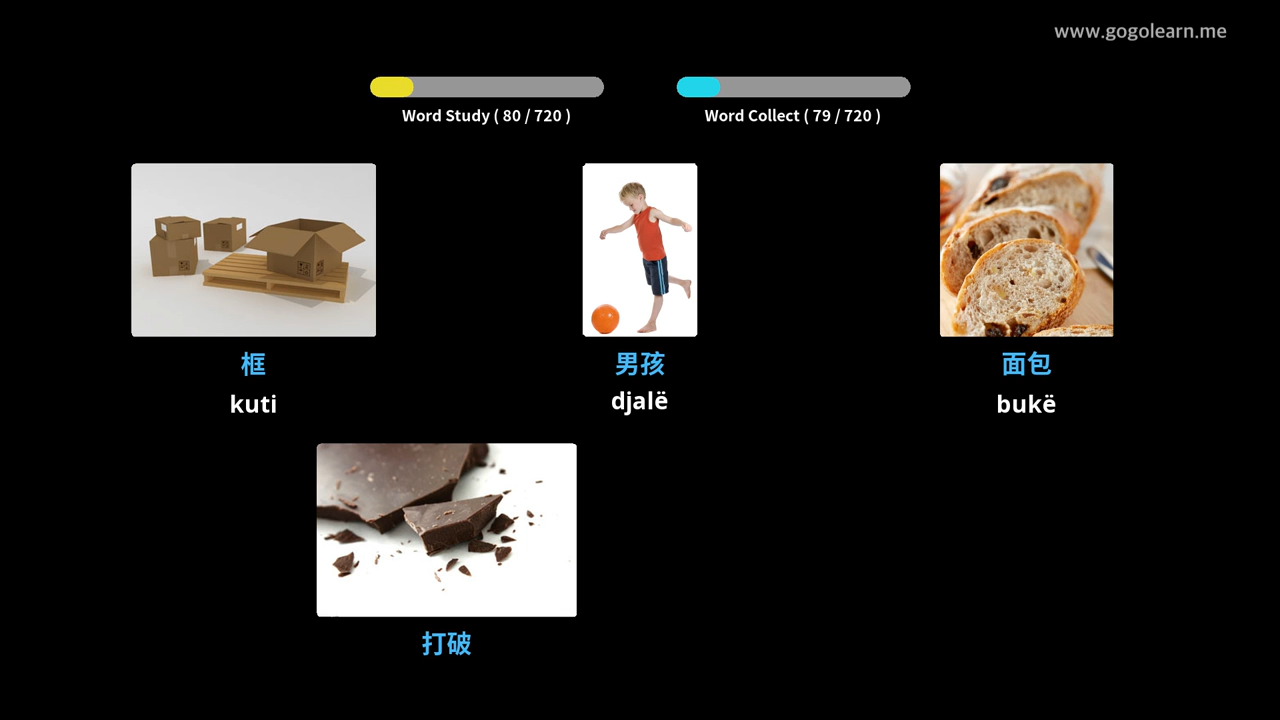 www.gogolearn.me
Word Study ( 80 / 720 )
Word Collect ( 79 / 720 )
框
男孩
面包
kuti
djalë
bukë
打破